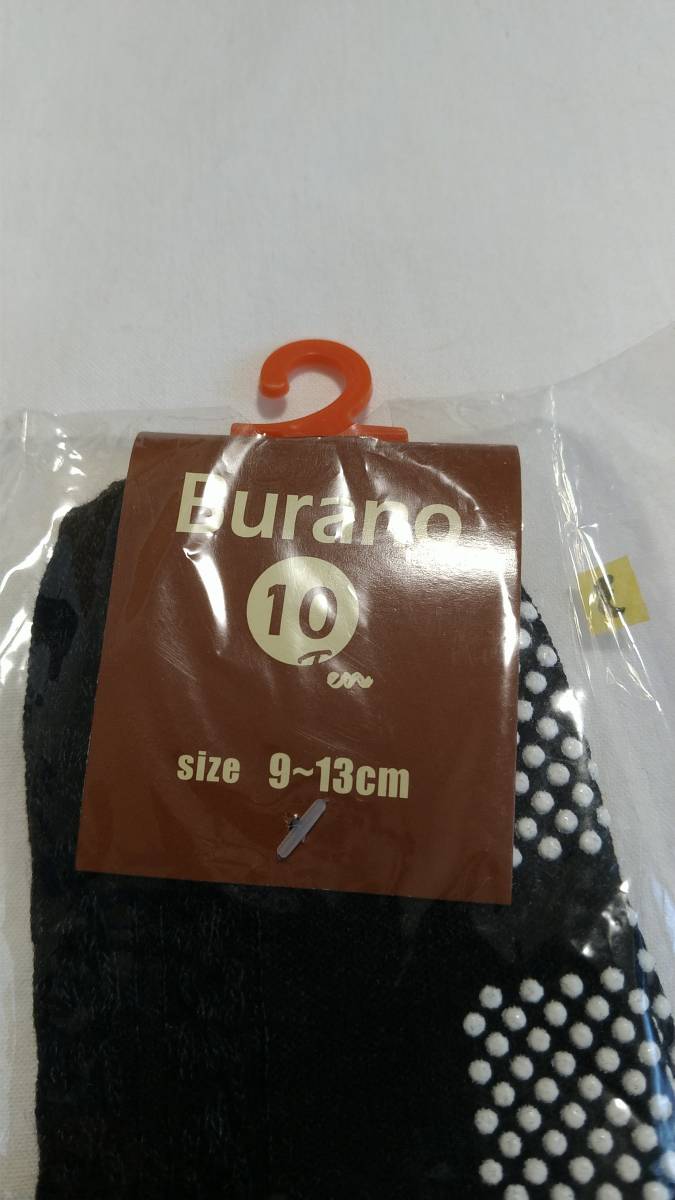 Burano
10
Ten
size 9~13cm